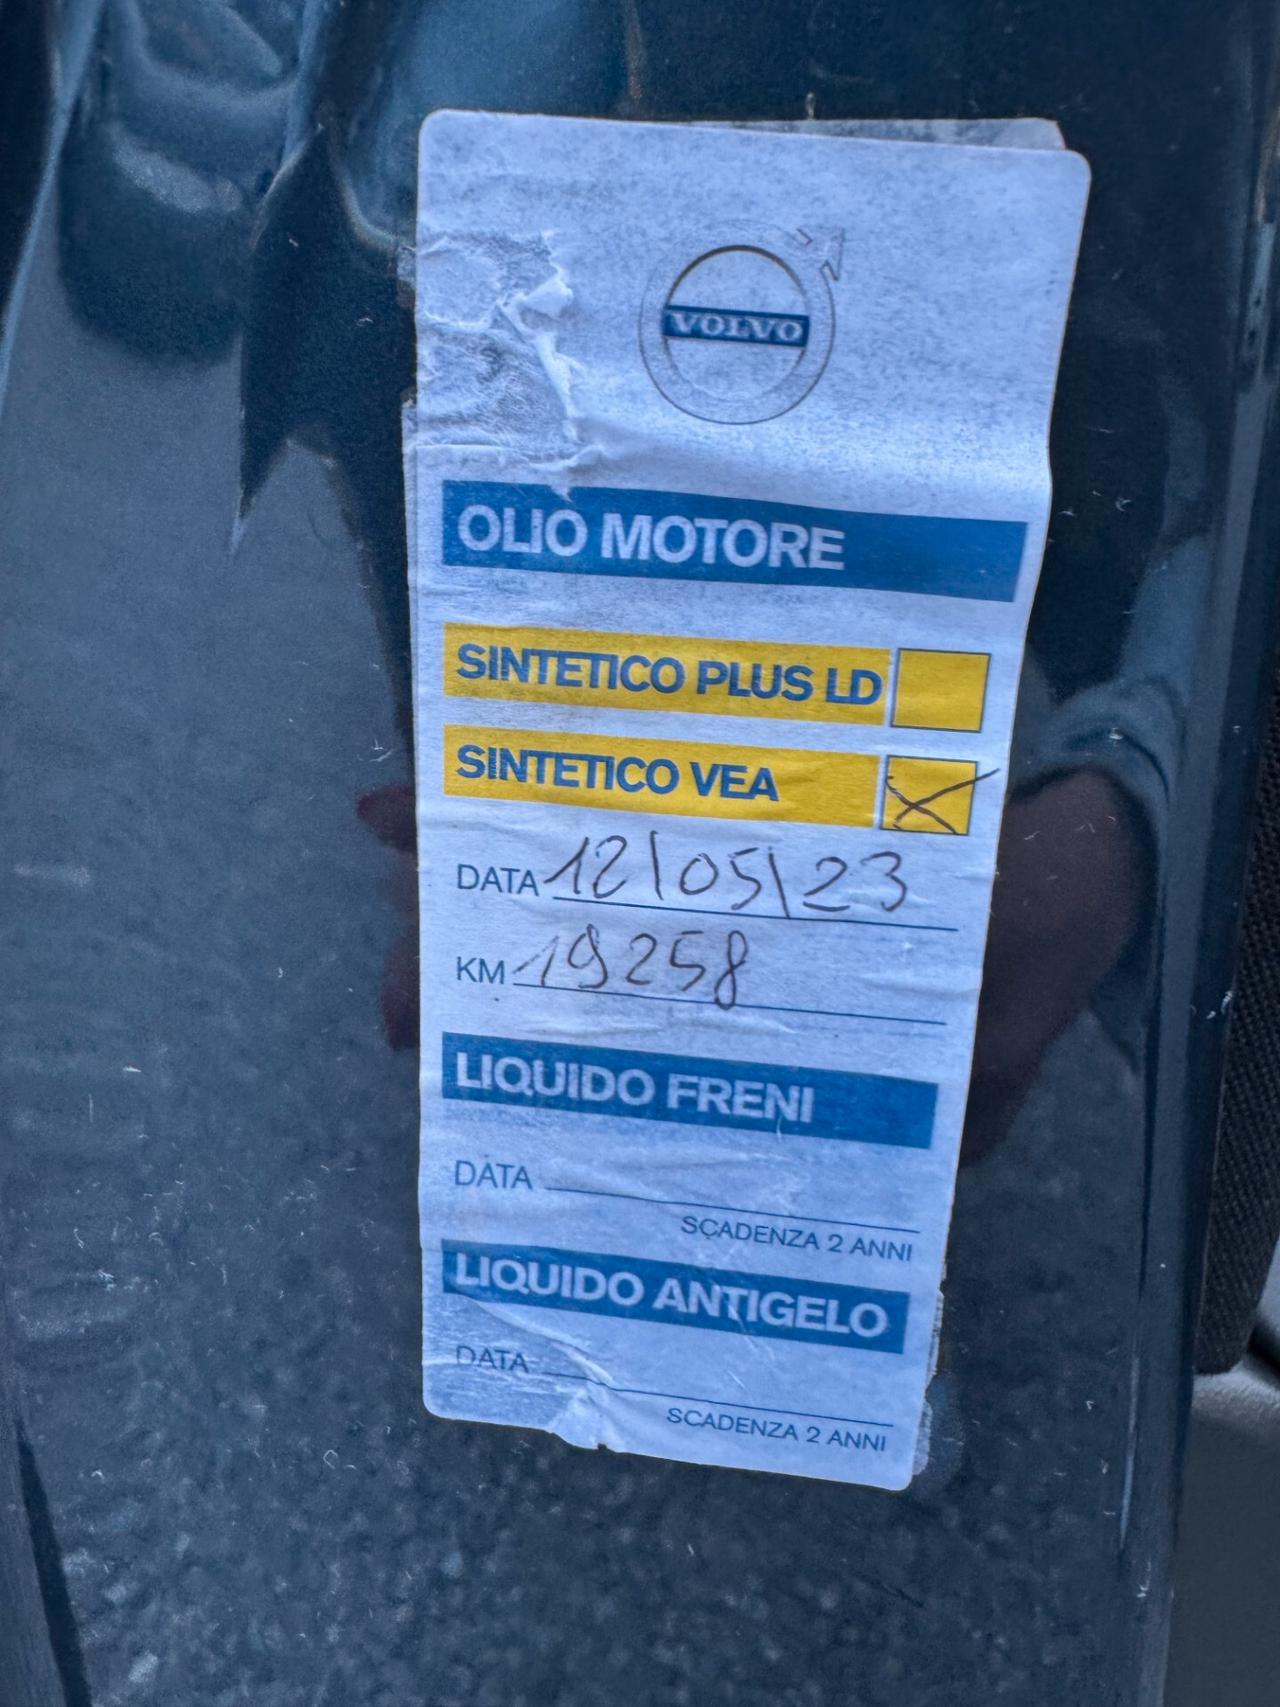 VOLVO
OLIO MOTORE
SINTETICO PLUS LD
SINTETICO VEA
DATA 12/05/23
KM 19258
LIQUIDO FRENI
DATA
SCADENZA 2 ANNI
LIQUIDO ANTIGELO
DATA
SCADENZA 2 ANNI